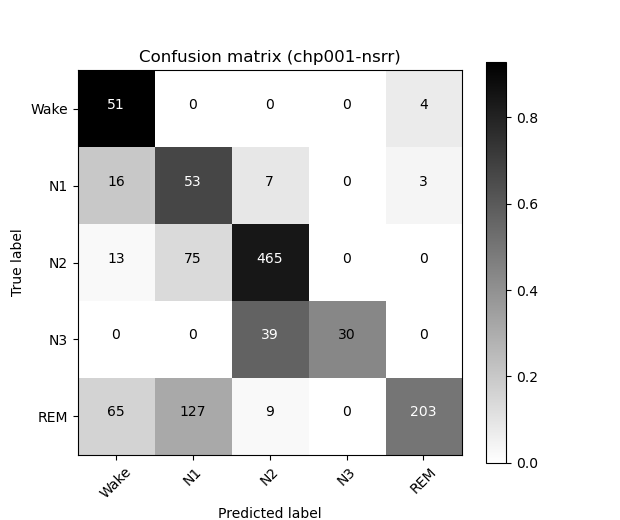 Confusion matrix (chp001-nsrr)
Wake 51 0 0 0 4
N1 16 53 7 0 3
N2 13 75 465 0 0
N3 0 0 39 30 0
REM 65 127 9 0 203
Wake N1 N2 N3 REM
True label
Predicted label
0.8
0.6
0.4
0.2
0.0